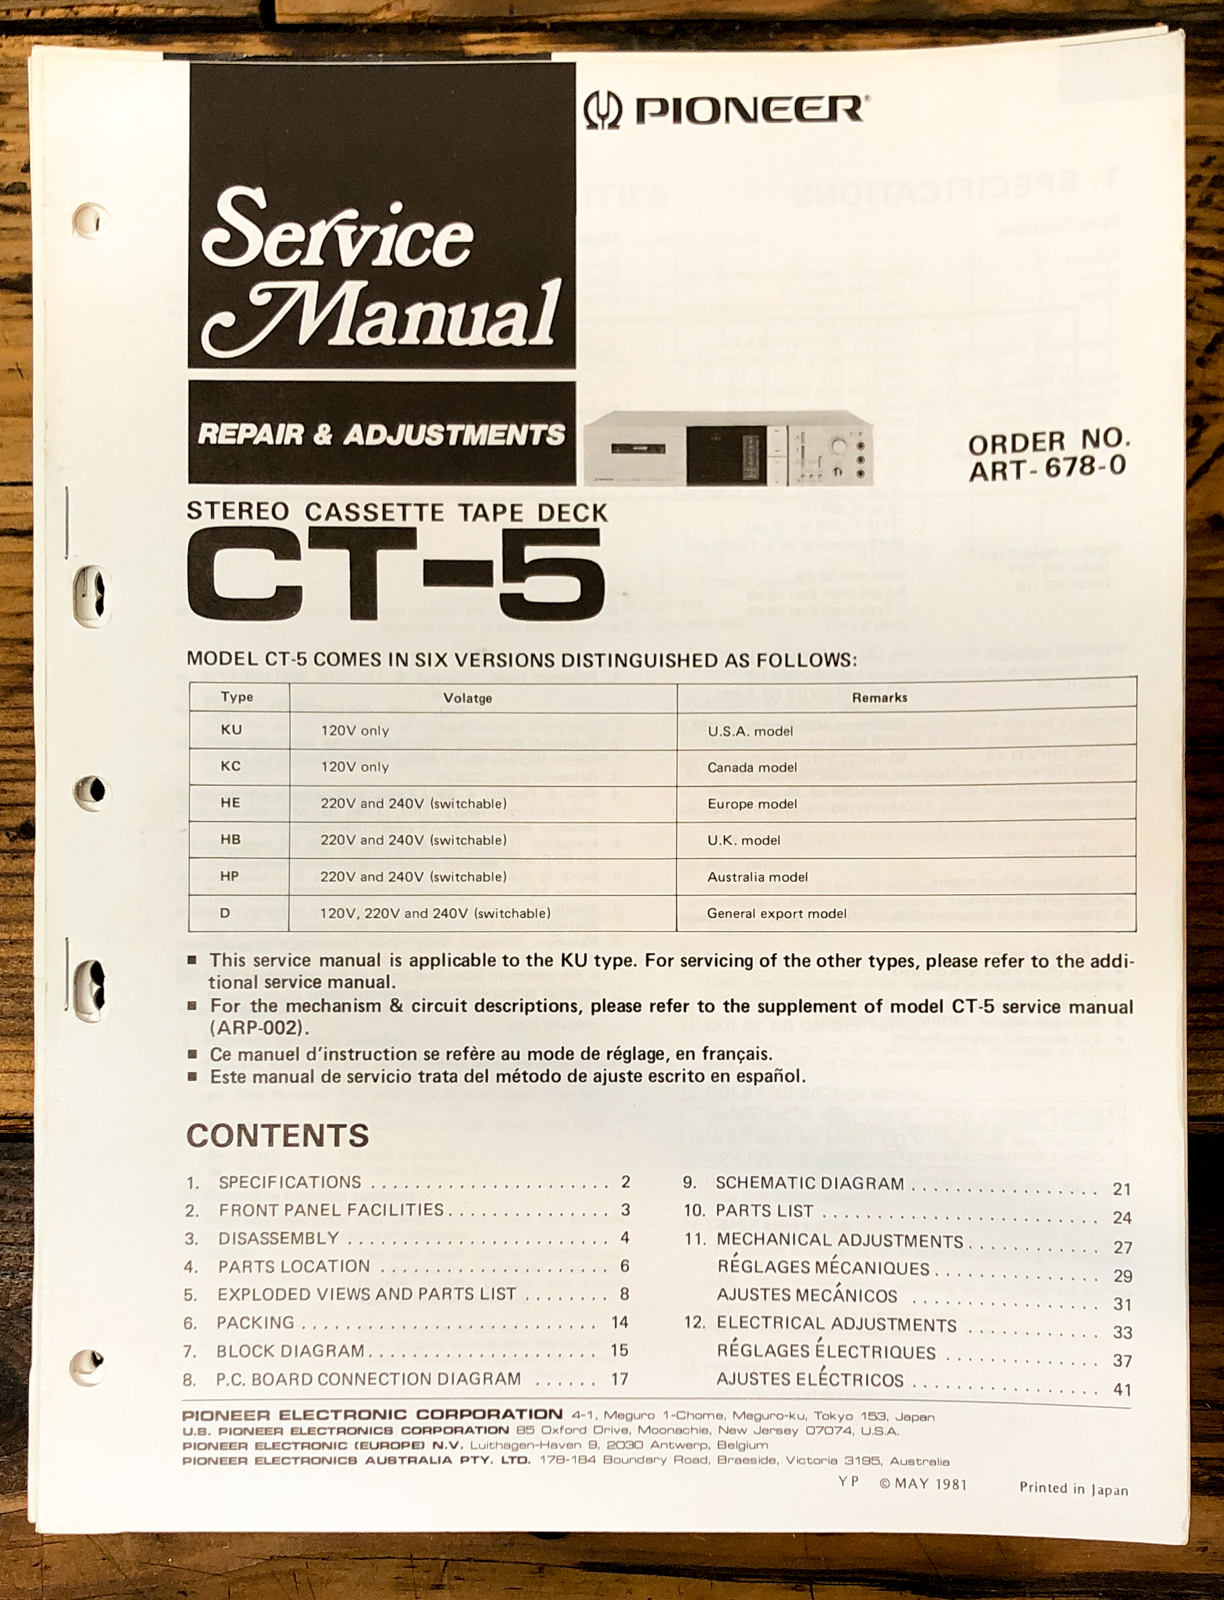 PIONEER®
Service
Manual
REPAIR & ADJUSTMENTS
ORDER NO.
ART-678-0
STEREO CASSETTE TAPE DECK
CT-5
MODEL CT-5 COMES IN SIX VERSIONS DISTINGUISHED AS FOLLOWS:
Type Volatge Remarks
KU 120V only U.S.A. model
KC 120V only Canada model
HE 220V and 240V (switchable) Europe model
HB 220V and 240V (switchable) U.K. model
HP 220V and 240V (switchable) Australia model
D 120V, 220V and 240V (switchable) General export model
■ This service manual is applicable to the KU type. For servicing of the other types, please refer to the addi-
tional service manual.
■ For the mechanism & circuit descriptions, please refer to the supplement of model CT-5 service manual
(ARP-002).
■ Ce manuel d'instruction se refère au mode de réglage, en français.
■ Este manual de servicio trata del método de ajuste escrito en español.
CONTENTS
1. SPECIFICATIONS . . . . . . . . . . . . . . . . . . . . . . . 2
2. FRONT PANEL FACILITIES . . . . . . . . . . . . . . . 3
3. DISASSEMBLY . . . . . . . . . . . . . . . . . . . . . . . . . 4
4. PARTS LOCATION . . . . . . . . . . . . . . . . . . . . . . 6
5. EXPLODED VIEWS AND PARTS LIST . . . . . . . . 8
6. PACKING . . . . . . . . . . . . . . . . . . . . . . . . . . . . 14
7. BLOCK DIAGRAM . . . . . . . . . . . . . . . . . . . . . . 15
8. P.C. BOARD CONNECTION DIAGRAM . . . . . . 17
9. SCHEMATIC DIAGRAM . . . . . . . . . . . . . . . . . 21
10. PARTS LIST . . . . . . . . . . . . . . . . . . . . . . . . . 24
11. MECHANICAL ADJUSTMENTS . . . . . . . . . . . . 27
RÉGLAGES MÉCANIQUES . . . . . . . . . . . . . . . 29
AJUSTES MECÁNICOS . . . . . . . . . . . . . . . . . 31
12. ELECTRICAL ADJUSTMENTS . . . . . . . . . . . . 33
RÉGLAGES ÉLECTRIQUES . . . . . . . . . . . . . . 37
AJUSTES ELÉCTRICOS . . . . . . . . . . . . . . . . . 41
PIONEER ELECTRONIC CORPORATION 4-1, Meguro 1-Chome, Meguro-ku, Tokyo 153, Japan
U.S. PIONEER ELECTRONICS CORPORATION 85 Oxford Drive, Moonachie, New Jersey 07074, U.S.A.
PIONEER ELECTRONIC (EUROPE) N.V. Luithagen-Haven 9, 2030 Antwerp, Belgium
PIONEER ELECTRONICS AUSTRALIA PTY. LTD. 178-184 Boundary Road, Braeside, Victoria 3195, Australia
YP © MAY 1981 Printed in Japan